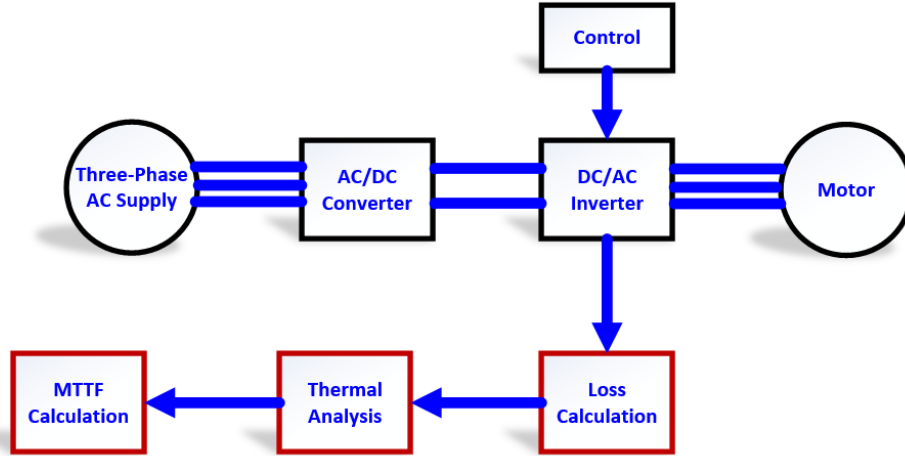 Control
Three-Phase
AC Supply
AC/DC
Converter
DC/AC
Inverter
Motor
MTTF
Calculation
Thermal
Analysis
Loss
Calculation